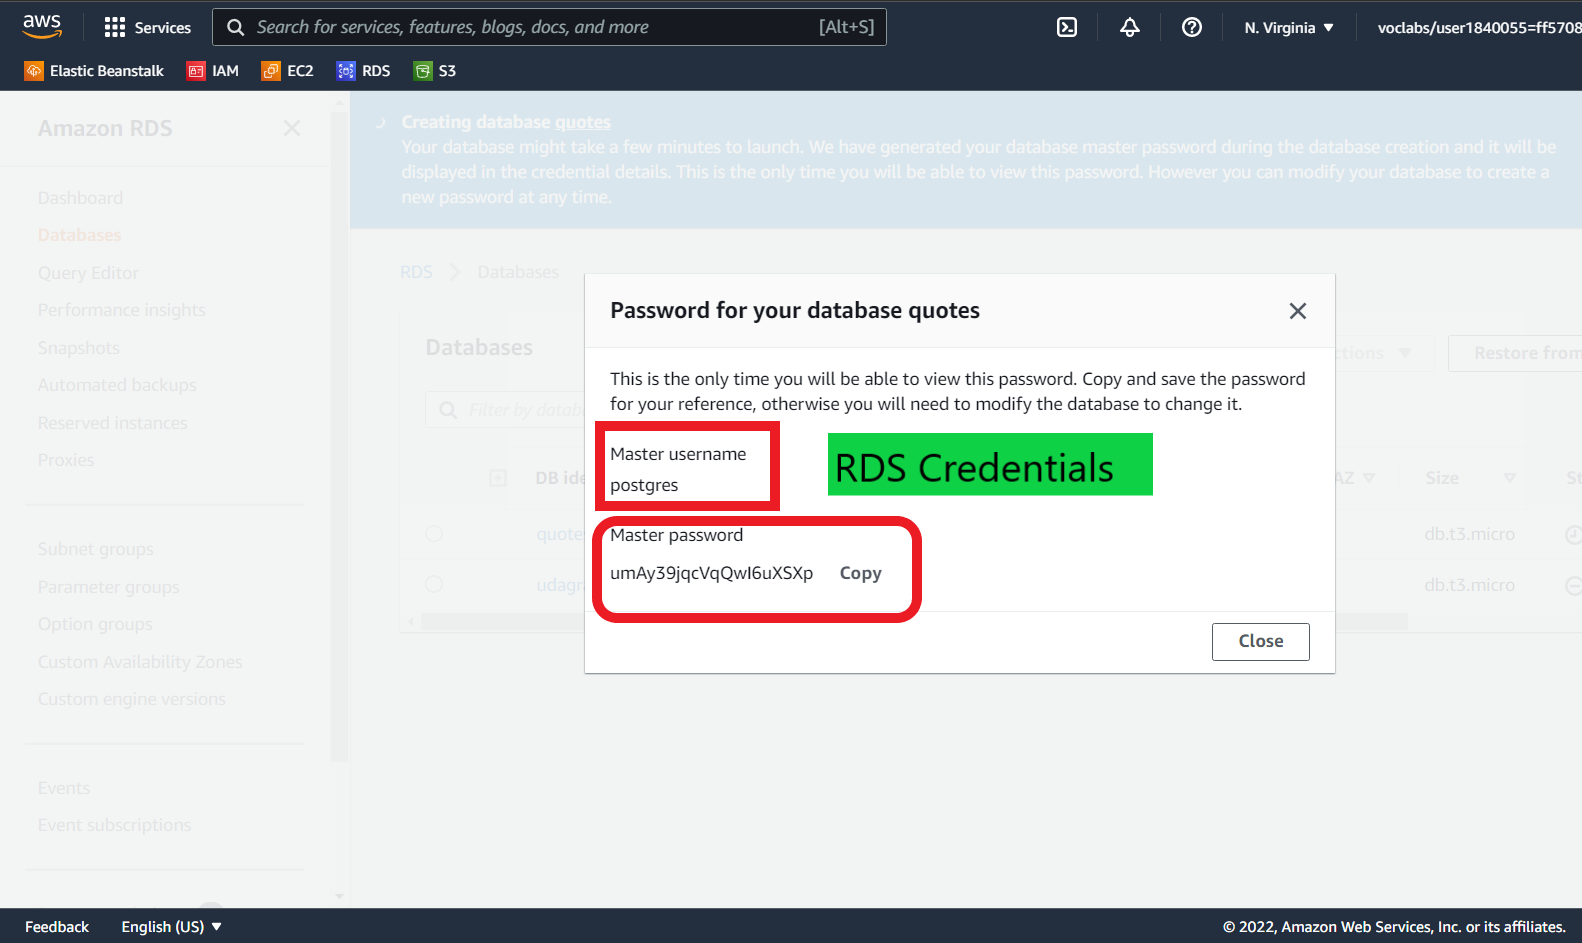 aws
Services
Search for services, features, blogs, docs, and more
[Alt+S]
N. Virginia
voclabs/user1840055=ff5708
Elastic Beanstalk
IAM
EC2
RDS
S3
Amazon RDS
Dashboard
Databases
Query Editor
Performance insights
Snapshots
Automated backups
Reserved instances
Proxies
Subnet groups
Parameter groups
Option groups
Custom Availability Zones
Custom engine versions
Events
Event subscriptions
Creating database quotes
Your database might take a few minutes to launch. We have generated your database master password during the database creation and it will be
displayed in the credential details. This is the only time you will be able to view this password. However you can modify your database to create a
new password at any time.
RDS
Databases
Databases
Restore from
Filter by datab
DB ide
AZ
Size
quote
db.t3.micro
udagr
db.t3.micro
Password for your database quotes
This is the only time you will be able to view this password. Copy and save the password
for your reference, otherwise you will need to modify the database to change it.
Master username
postgres
RDS Credentials
Master password
umAy39jqcVqQwI6uXSXp
Copy
Close
Feedback
English (US)
© 2022, Amazon Web Services, Inc. or its affiliates.